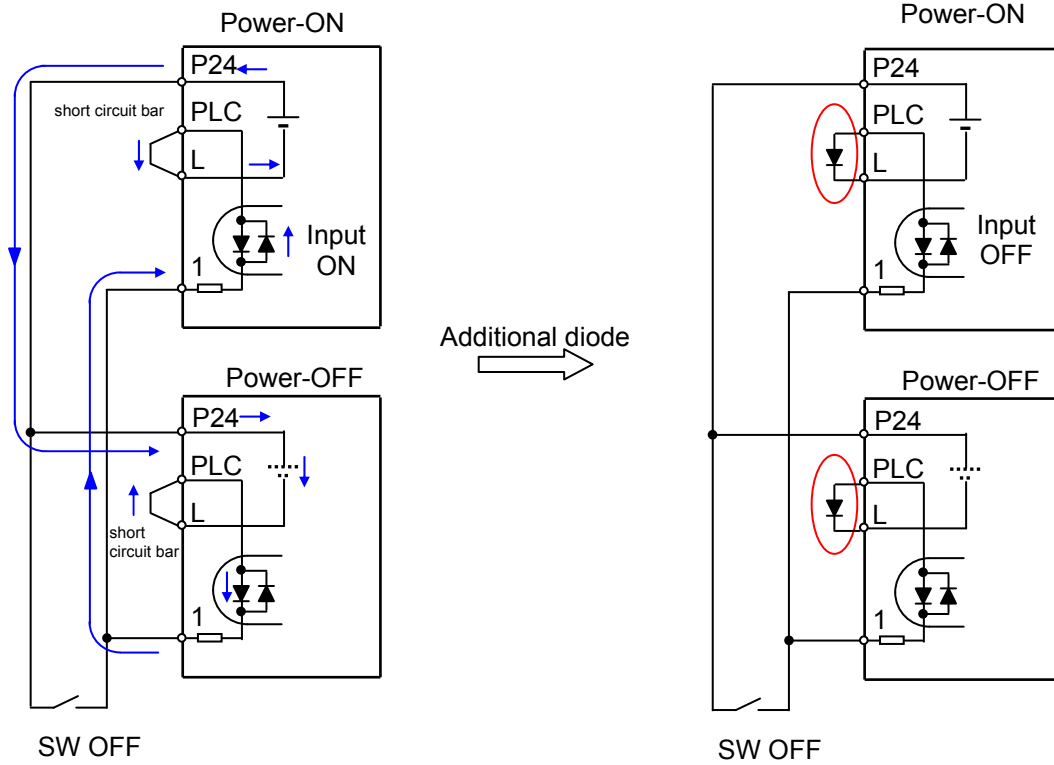 Power-ON
P24
short circuit bar
PLC
L
Input
ON
1
Power-OFF
P24
PLC
L
short
circuit bar
1
SW OFF
Additional diode
Power-ON
P24
PLC
L
Input
OFF
1
Power-OFF
P24
PLC
L
1
SW OFF